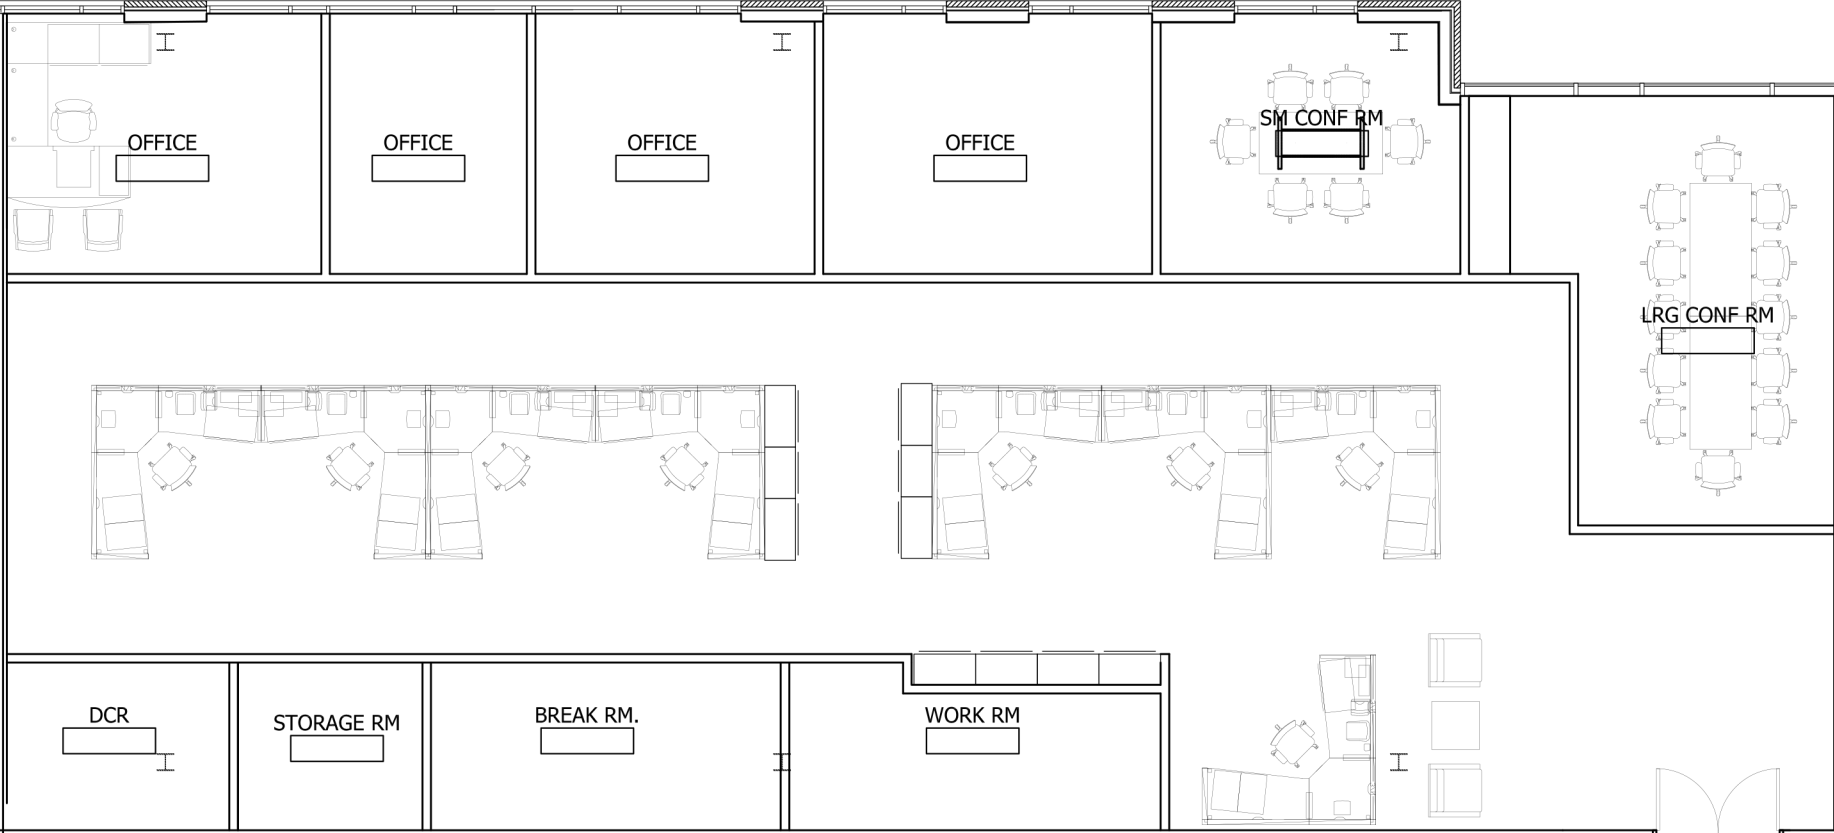 OFFICE
OFFICE
OFFICE
OFFICE
SM CONF RM
LRG CONF RM
DCR
STORAGE RM
BREAK RM.
WORK RM